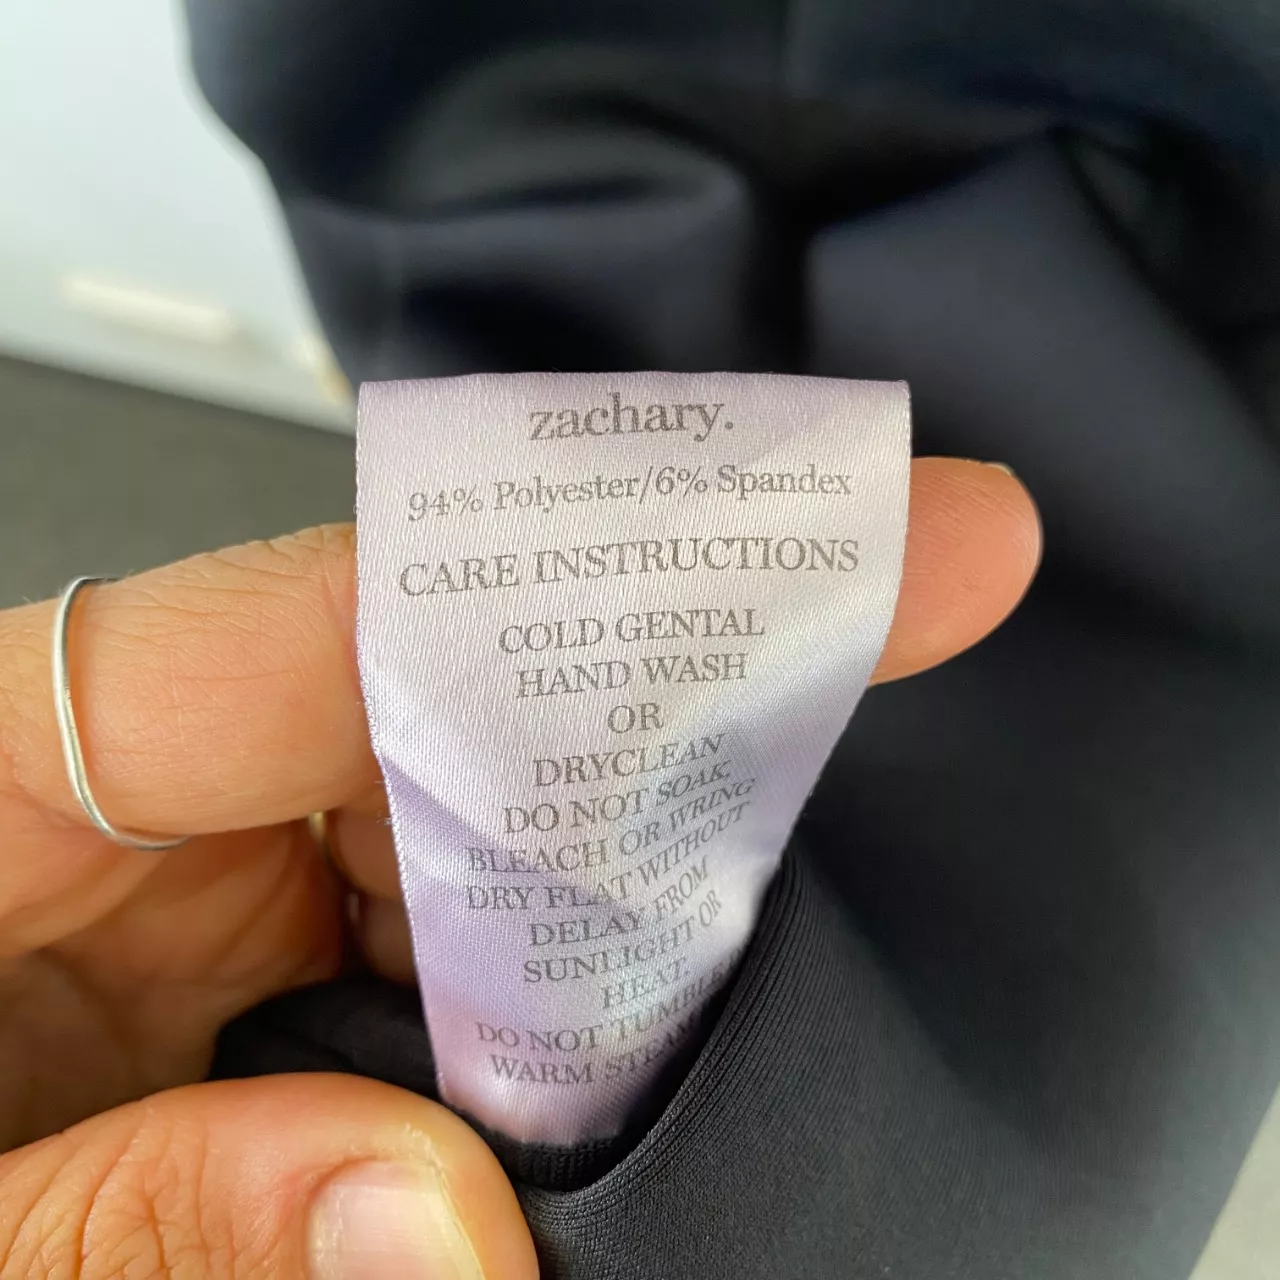 zachary.
94% Polyester/6% Spandex
CARE INSTRUCTIONS
COLD GENTAL
HAND WASH
OR
DRYCLEAN
DO NOT SOAK,
BLEACH OR WRING
DRY FLAT WITHOUT
DELAY FROM
SUNLIGHT OR
HEAT.
DO NOT TUMBLE
WARM